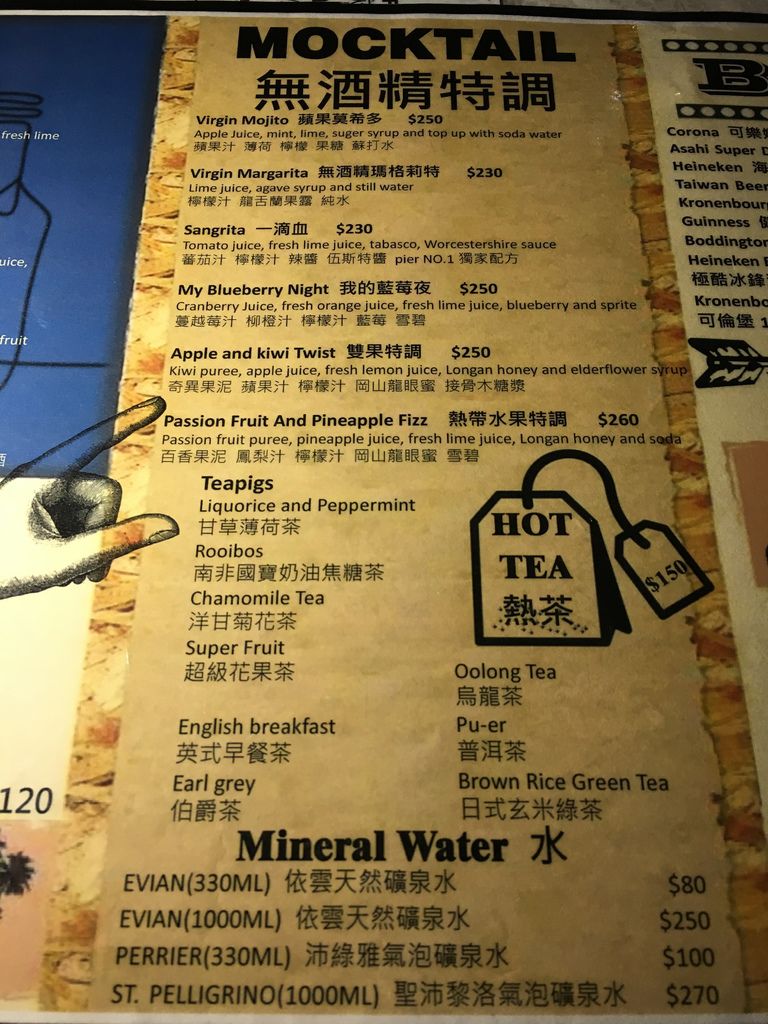 MOCKTAIL
無酒精特調
Virgin Mojito 蘋果莫希多 $250
Apple Juice, mint, lime, suger syrup and top up with soda water
蘋果汁 薄荷 檸檬 果糖 蘇打水
Virgin Margarita 無酒精瑪格莉特 $230
Lime juice, agave syrup and still water
檸檬汁 龍舌蘭果露 純水
Sangrita 一滴血 $230
Tomato juice, fresh lime juice, tabasco, Worcestershire sauce
蕃茄汁 檸檬汁 辣醬 伍斯特醬 pier NO.1 獨家配方
My Blueberry Night 我的藍莓夜 $250
Cranberry Juice, fresh orange juice, fresh lime juice, blueberry and sprite
蔓越莓汁 柳橙汁 檸檬汁 藍莓 雪碧
Apple and kiwi Twist 雙果特調 $250
Kiwi puree, apple juice, fresh lemon juice, Longan honey and elderflower syrup
奇異果泥 蘋果汁 檸檬汁 岡山龍眼蜜 接骨木糖漿
Passion Fruit And Pineapple Fizz 熱帶水果特調 $260
Passion fruit puree, pineapple juice, fresh lime juice, Longan honey and soda
百香果泥 鳳梨汁 檸檬汁 岡山龍眼蜜 雪碧
Teapigs
Liquorice and Peppermint
甘草薄荷茶
Rooibos
南非國寶奶油焦糖茶
Chamomile Tea
洋甘菊花茶
Super Fruit
超級花果茶
English breakfast
英式早餐茶
Earl grey
伯爵茶
HOT
TEA
熱茶
$150
Oolong Tea
烏龍茶
Pu-er
普洱茶
Brown Rice Green Tea
日式玄米綠茶
Mineral Water 水
EVIAN(330ML) 依雲天然礦泉水 $80
EVIAN(1000ML) 依雲天然礦泉水 $250
PERRIER(330ML) 沛綠雅氣泡礦泉水 $100
ST. PELLIGRINO(1000ML) 聖沛黎洛氣泡礦泉水 $270
fresh lime
uice,
fruit
酒
120
B
Corona 可樂
Asahi Super D
Heineken 海
Taiwan Beer
Kronenbour
Guinness 健
Boddington
Heineken E
極酷冰鋒
Kronenbo
可倫堡 1